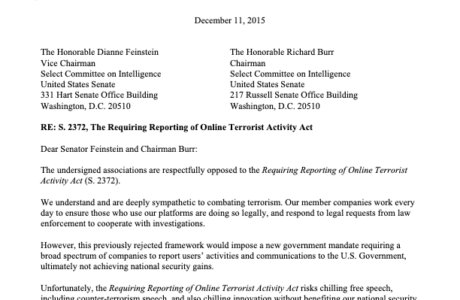 December 11, 2015
The Honorable Dianne Feinstein
Vice Chairman
Select Committee on Intelligence
United States Senate
331 Hart Senate Office Building
Washington, D.C. 20510
The Honorable Richard Burr
Chairman
Select Committee on Intelligence
United States Senate
217 Russell Senate Office Building
Washington, D.C. 20510
RE: S. 2372, The Requiring Reporting of Online Terrorist Activity Act
Dear Senator Feinstein and Chairman Burr:
The undersigned associations are respectfully opposed to the Requiring Reporting of Online Terrorist
Activity Act (S. 2372).
We understand and are deeply sympathetic to combating terrorism. Our member companies work every
day to ensure those who use our platforms are doing so legally, and respond to legal requests from law
enforcement to cooperate with investigations.
However, this previously rejected framework would impose a new government mandate requiring a
broad spectrum of companies to report users' activities and communications to the U.S. Government,
ultimately not achieving national security gains.
Unfortunately, the Requiring Reporting of Online Terrorist Activity Act risks chilling free speech,
including counter-terrorism speech, and also chilling innovation without benefiting our national security